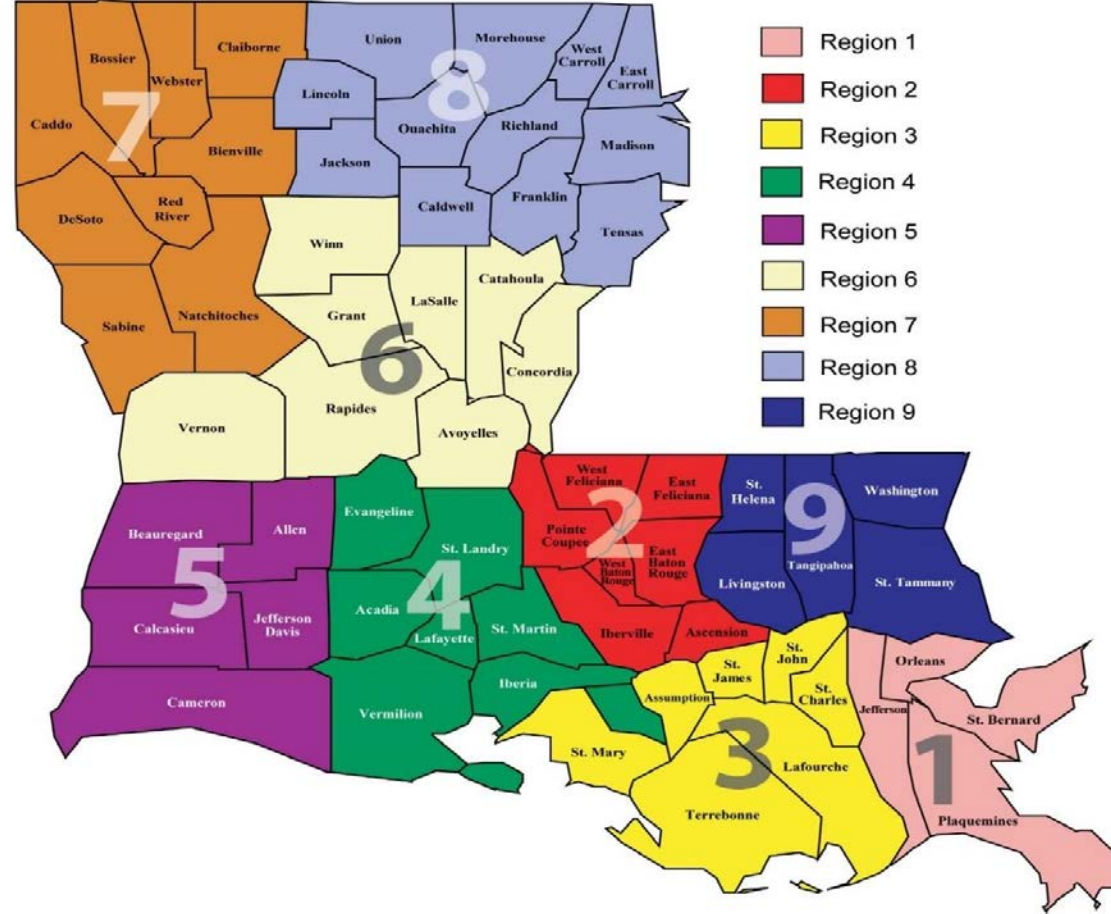 Union
Morehouse
West
Carroll
East
Carroll
Claiborne
Bossier
Webster
Lincoln
8
Caddo
7
Ouachita
Richland
Madison
Bienville
Jackson
Franklin
Red
River
DeSoto
Caldwell
Tensas
Winn
Catahoula
LaSalle
Grant
Natchitoches
Sabine
6
Concordia
Rapides
Vernon
Avoyelles
West
Feliciana
East
Feliciana
St.
Helena
Washington
Evangeline
2
9
Beauregard
Allen
Pointe
Coupee
St. Landry
East
Baton
Rouge
West
Baton
Rouge
Tangipahoa
Livingston
St. Tammany
5
4
Acadia
Calcasieu
Jefferson
Davis
Lafayette
St. Martin
Iberville
Ascension
St.
John
St.
James
Orleans
Iberia
Assumption
St.
Charles
Cameron
Vermilion
Jefferson
St. Bernard
St. Mary
3
Lafourche
1
Terrebonne
Plaquemines
Region 1
Region 2
Region 3
Region 4
Region 5
Region 6
Region 7
Region 8
Region 9